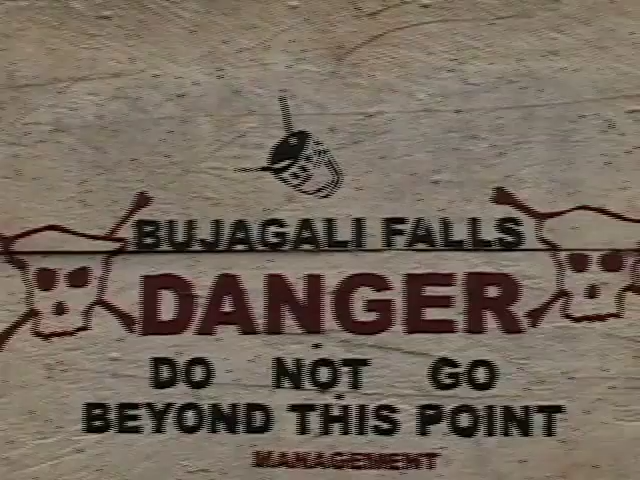 BUJAGALI FALLS
DANGER
DO NOT GO
BEYOND THIS POINT
MANAGEMENT